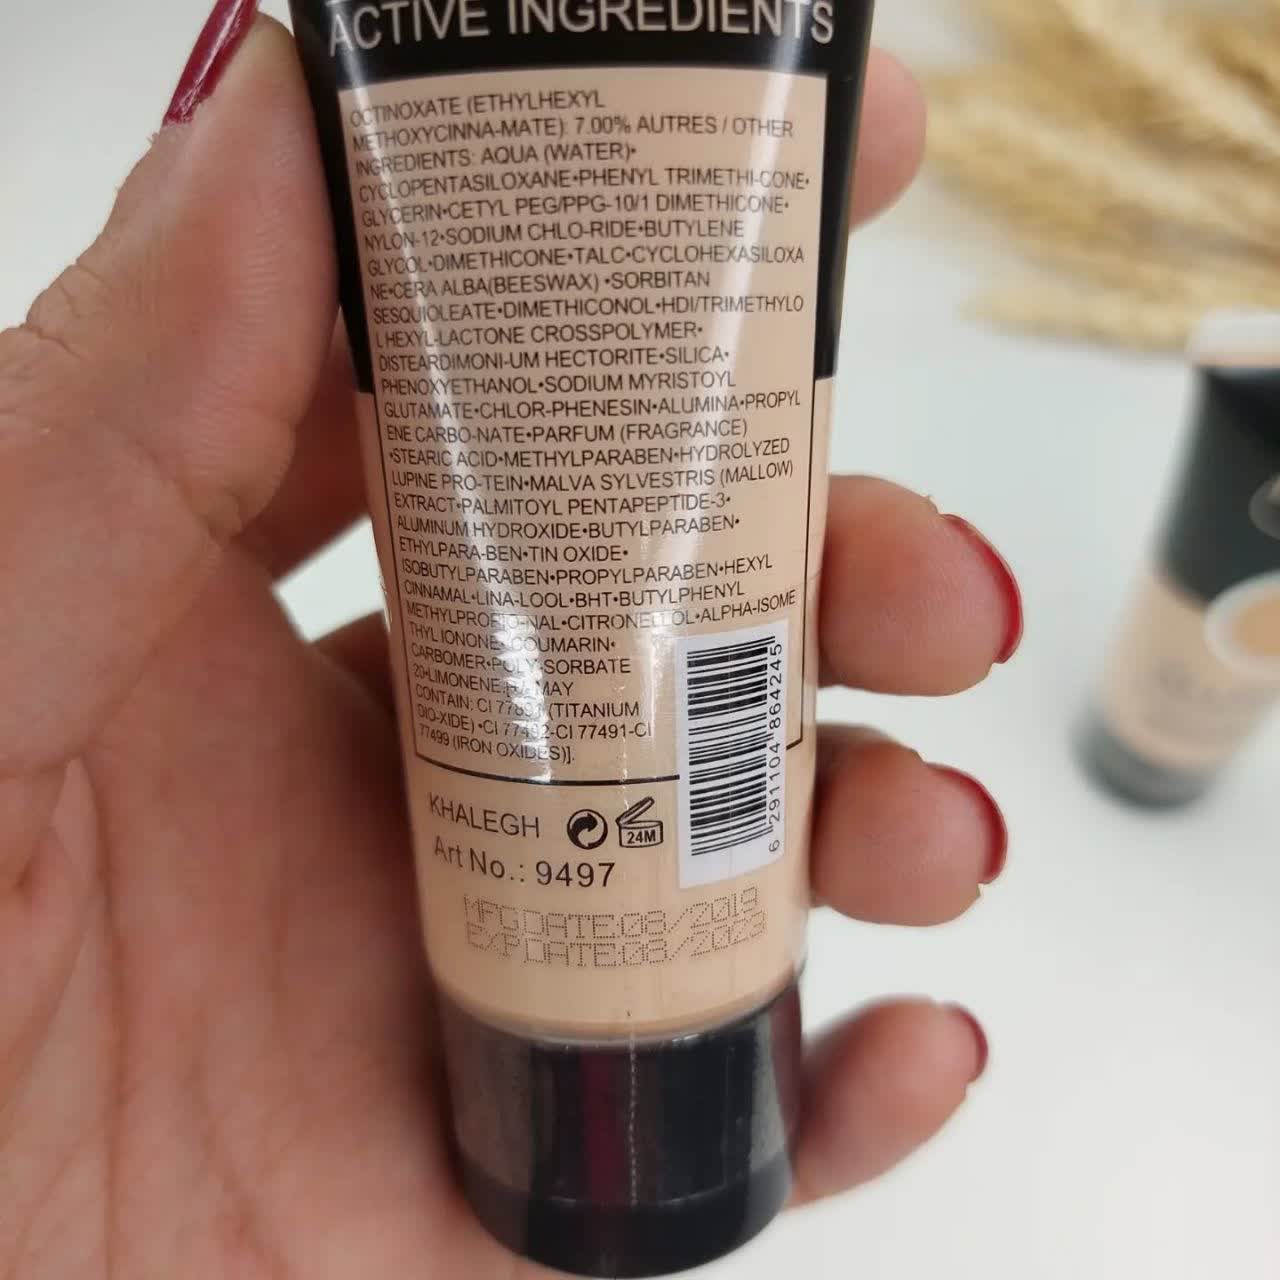 ACTIVE INGREDIENTS
OCTINOXATE (ETHYLHEXYL
METHOXYCINNA-MATE): 7.00% AUTRES / OTHER
INGREDIENTS: AQUA (WATER)•
CYCLOPENTASILOXANE•PHENYL TRIMETHI-CONE•
GLYCERIN•CETYL PEG/PPG-10/1 DIMETHICONE•
NYLON-12•SODIUM CHLO-RIDE•BUTYLENE
GLYCOL•DIMETHICONE•TALC•CYCLOHEXASILOXA
NE•CERA ALBA(BEESWAX) •SORBITAN
SESQUIOLEATE•DIMETHICONOL•HDI/TRIMETHYLO
L HEXYL-LACTONE CROSSPOLYMER•
DISTEARDIMONI-UM HECTORITE•SILICA•
PHENOXYETHANOL•SODIUM MYRISTOYL
GLUTAMATE•CHLOR-PHENESIN•ALUMINA•PROPYL
ENE CARBO-NATE•PARFUM (FRAGRANCE)
•STEARIC ACID•METHYLPARABEN•HYDROLYZED
LUPINE PRO-TEIN•MALVA SYLVESTRIS (MALLOW)
EXTRACT•PALMITOYL PENTAPEPTIDE-3•
ALUMINUM HYDROXIDE•BUTYLPARABEN•
ETHYLPARA-BEN•TIN OXIDE•
ISOBUTYLPARABEN•PROPYLPARABEN•HEXYL
CINNAMAL•LINA-LOOL•BHT•BUTYLPHENYL
METHYLPROPIO-NAL•CITRONELLOL•ALPHA-ISOME
THYL IONONE•COUMARIN•
CARBOMER•POLY-SORBATE
20•LIMONENE.[+/-MAY
CONTAIN: CI 77891 (TITANIUM
DIO-XIDE) •CI 77492-CI 77491-CI
77499 (IRON OXIDES)].
KHALEGH
24M
Art No.: 9497
6 291104 864245
MFG DATE:08/2019
EXP DATE:08/2023